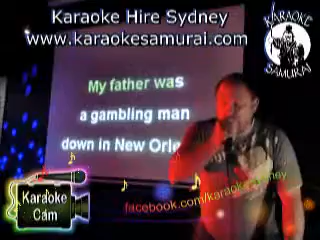 Karaoke Hire Sydney
www.karaokesamurai.com
KARAOKE
SAMURAI
My father was
a gambling man
down in New Orle
Karaoke
Cam
facebook.com/karaokesydney